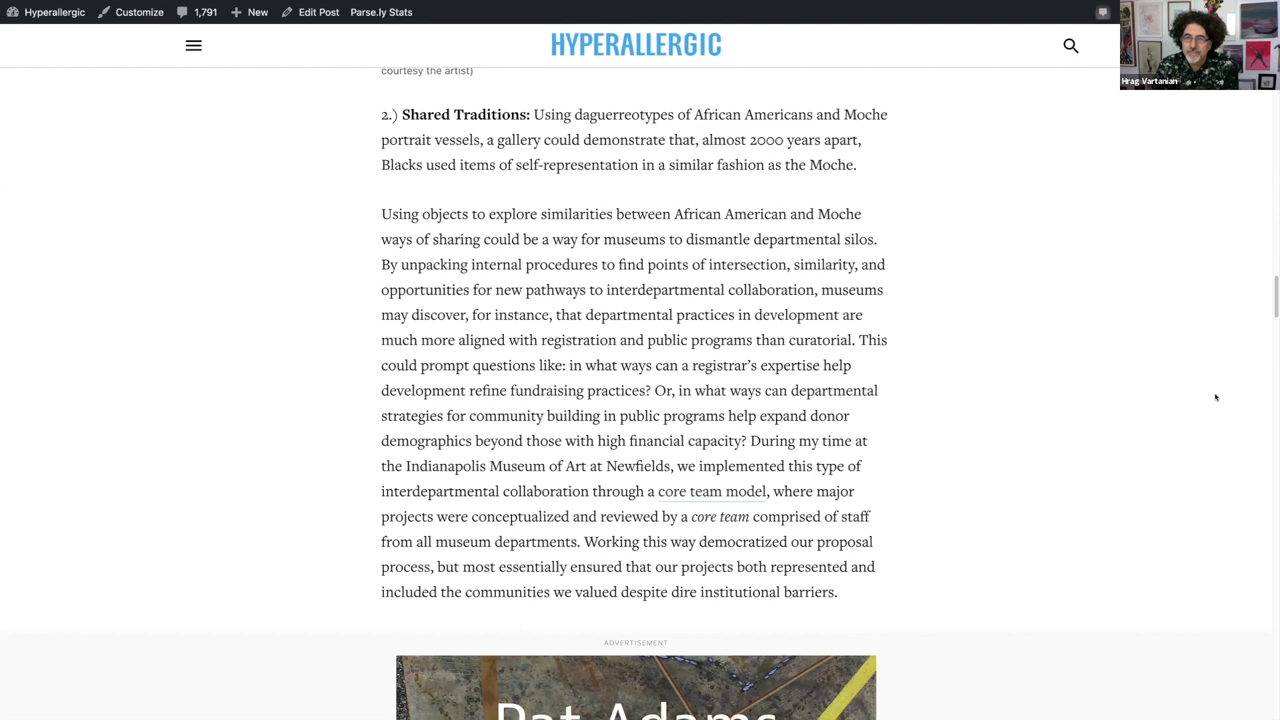 Hyperallergic Customize 1,791 New Edit Post Parse.ly Stats
HYPERALLERGIC
Hrag Vartanian
courtesy the artist)
2.) Shared Traditions: Using daguerreotypes of African Americans and Moche
portrait vessels, a gallery could demonstrate that, almost 2000 years apart,
Blacks used items of self-representation in a similar fashion as the Moche.
Using objects to explore similarities between African American and Moche
ways of sharing could be a way for museums to dismantle departmental silos.
By unpacking internal procedures to find points of intersection, similarity, and
opportunities for new pathways to interdepartmental collaboration, museums
may discover, for instance, that departmental practices in development are
much more aligned with registration and public programs than curatorial. This
could prompt questions like: in what ways can a registrar’s expertise help
development refine fundraising practices? Or, in what ways can departmental
strategies for community building in public programs help expand donor
demographics beyond those with high financial capacity? During my time at
the Indianapolis Museum of Art at Newfields, we implemented this type of
interdepartmental collaboration through a core team model, where major
projects were conceptualized and reviewed by a core team comprised of staff
from all museum departments. Working this way democratized our proposal
process, but most essentially ensured that our projects both represented and
included the communities we valued despite dire institutional barriers.
ADVERTISEMENT
Pat Adams